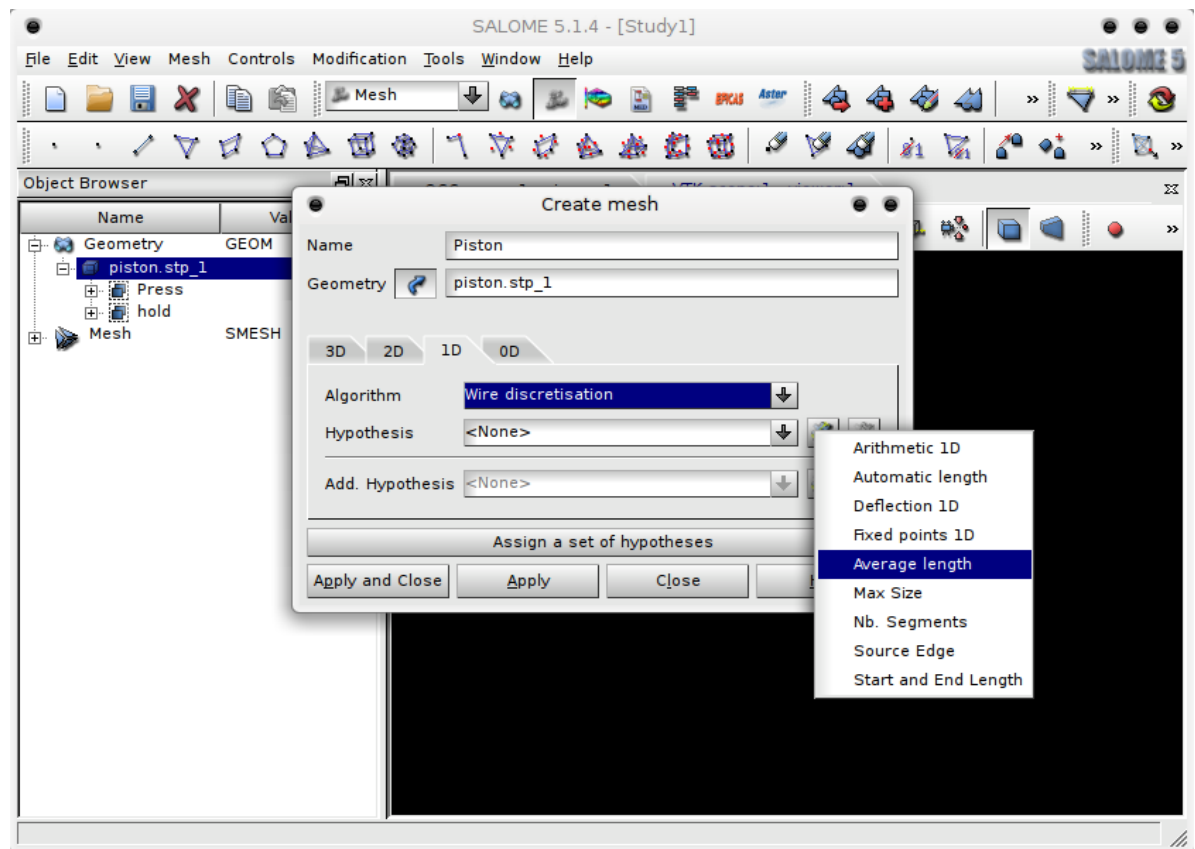 SALOME 5.1.4 - [Study1]
File Edit View Mesh Controls Modification Tools Window Help
SALOME 5
Mesh
MED
EFICAS
Aster
»
»
»
»
Object Browser
Name
Val
Geometry GEOM
piston.stp_1
Press
hold
Mesh SMESH
»
Create mesh
Name Piston
Geometry piston.stp_1
3D 2D 1D 0D
Algorithm Wire discretisation
Hypothesis <None>
Add. Hypothesis <None>
Assign a set of hypotheses
Apply and Close Apply Close
Arithmetic 1D
Automatic length
Deflection 1D
Fixed points 1D
Average length
Max Size
Nb. Segments
Source Edge
Start and End Length